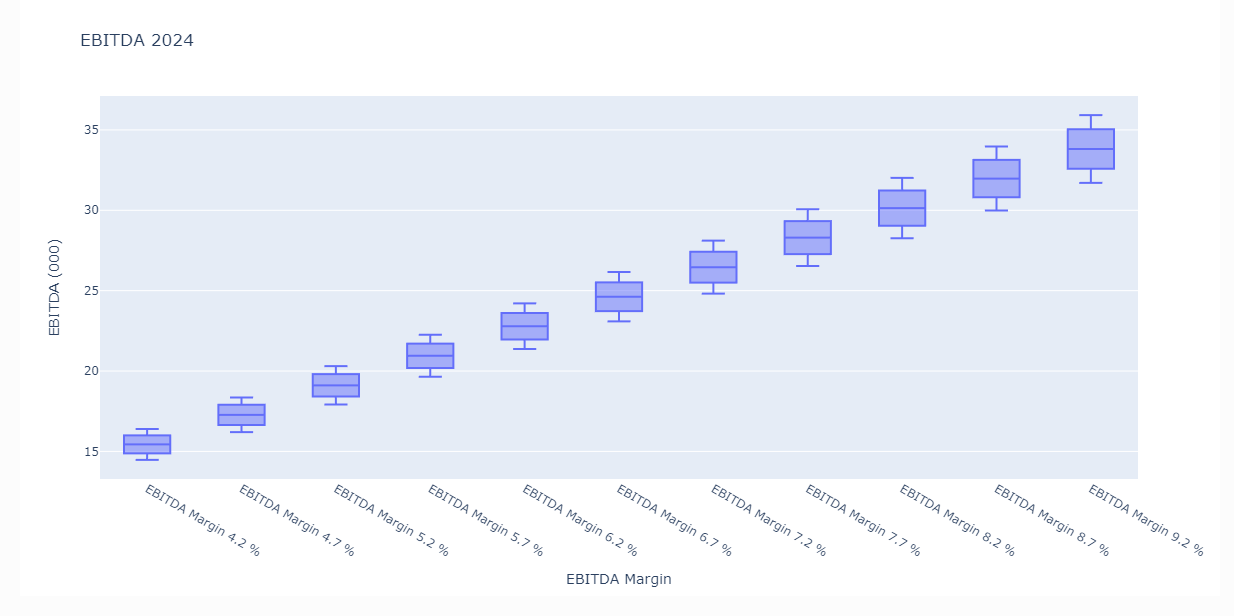 EBITDA 2024
35
30
25
20
15
EBITDA (000)
EBITDA Margin 4.2 %
EBITDA Margin 4.7 %
EBITDA Margin 5.2 %
EBITDA Margin 5.7 %
EBITDA Margin 6.2 %
EBITDA Margin 6.7 %
EBITDA Margin 7.2 %
EBITDA Margin 7.7 %
EBITDA Margin 8.2 %
EBITDA Margin 8.7 %
EBITDA Margin 9.2 %
EBITDA Margin